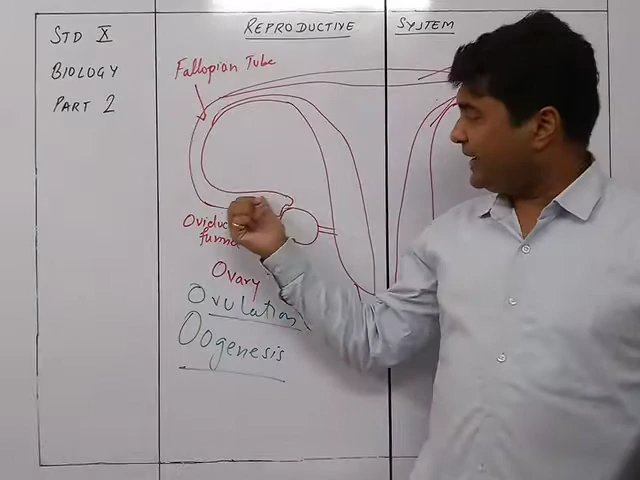 STD X
BIOLOGY
PART 2
REPRODUCTIVE SYSTEM
Fallopian Tube
Ovary
Ovulation
Oogenesis